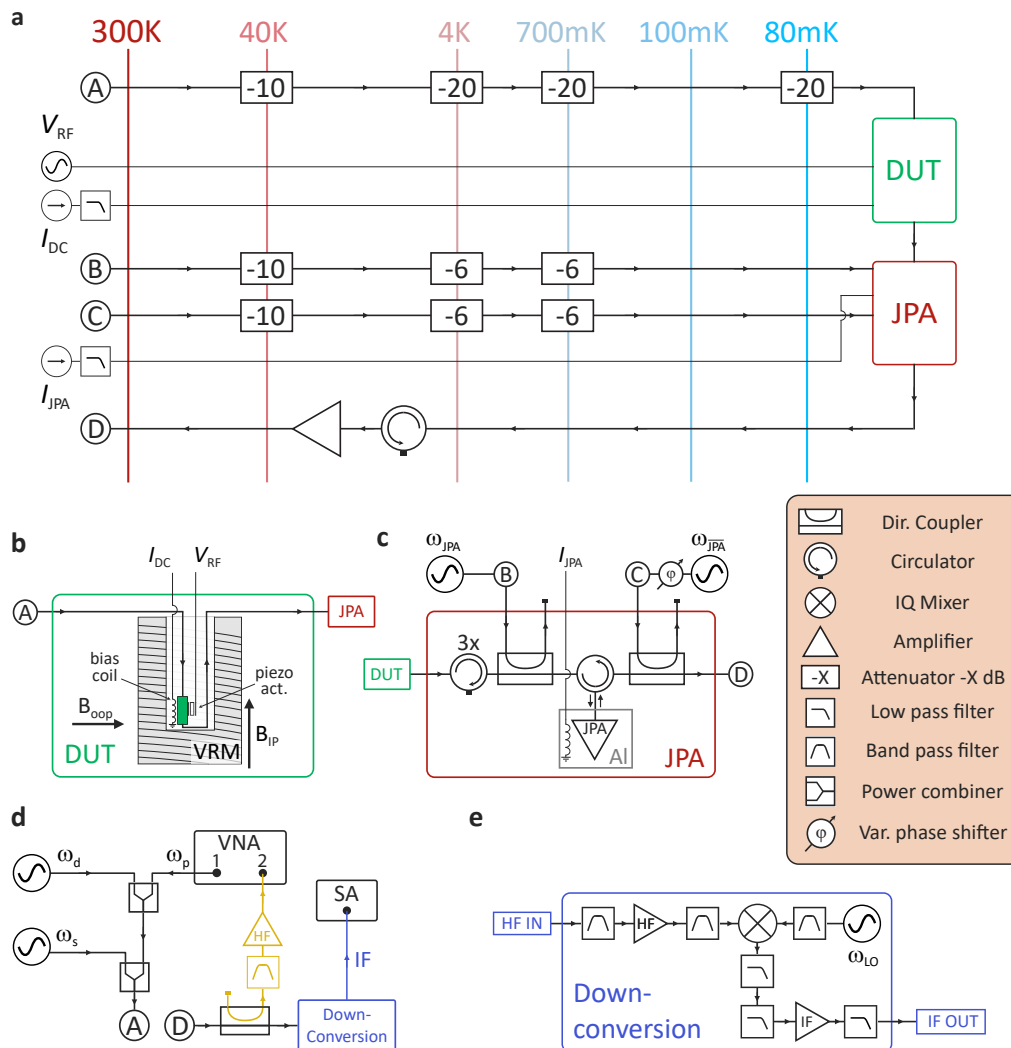 a
300K 40K 4K 700mK 100mK 80mK
A -10 -20 -20 -20
V_RF
DUT
I_DC
B -10 -6 -6
C -10 -6 -6
JPA
I_JPA
D
b
I_DC V_RF
A
JPA
bias
coil
piezo
act.
B_oop
B_IP
DUT
VRM
c
ω_JPA
I_JPA
ω_J̅P̅A̅
B
C φ
3x
DUT
D
JPA
Al
JPA
Dir. Coupler
Circulator
IQ Mixer
Amplifier
-X Attenuator -X dB
Low pass filter
Band pass filter
Power combiner
φ Var. phase shifter
d
VNA
ω_d ω_p 1 2
SA
HF
ω_s
IF
A D
Down-
Conversion
e
HF IN
HF
ω_LO
Down-
conversion
IF
IF OUT